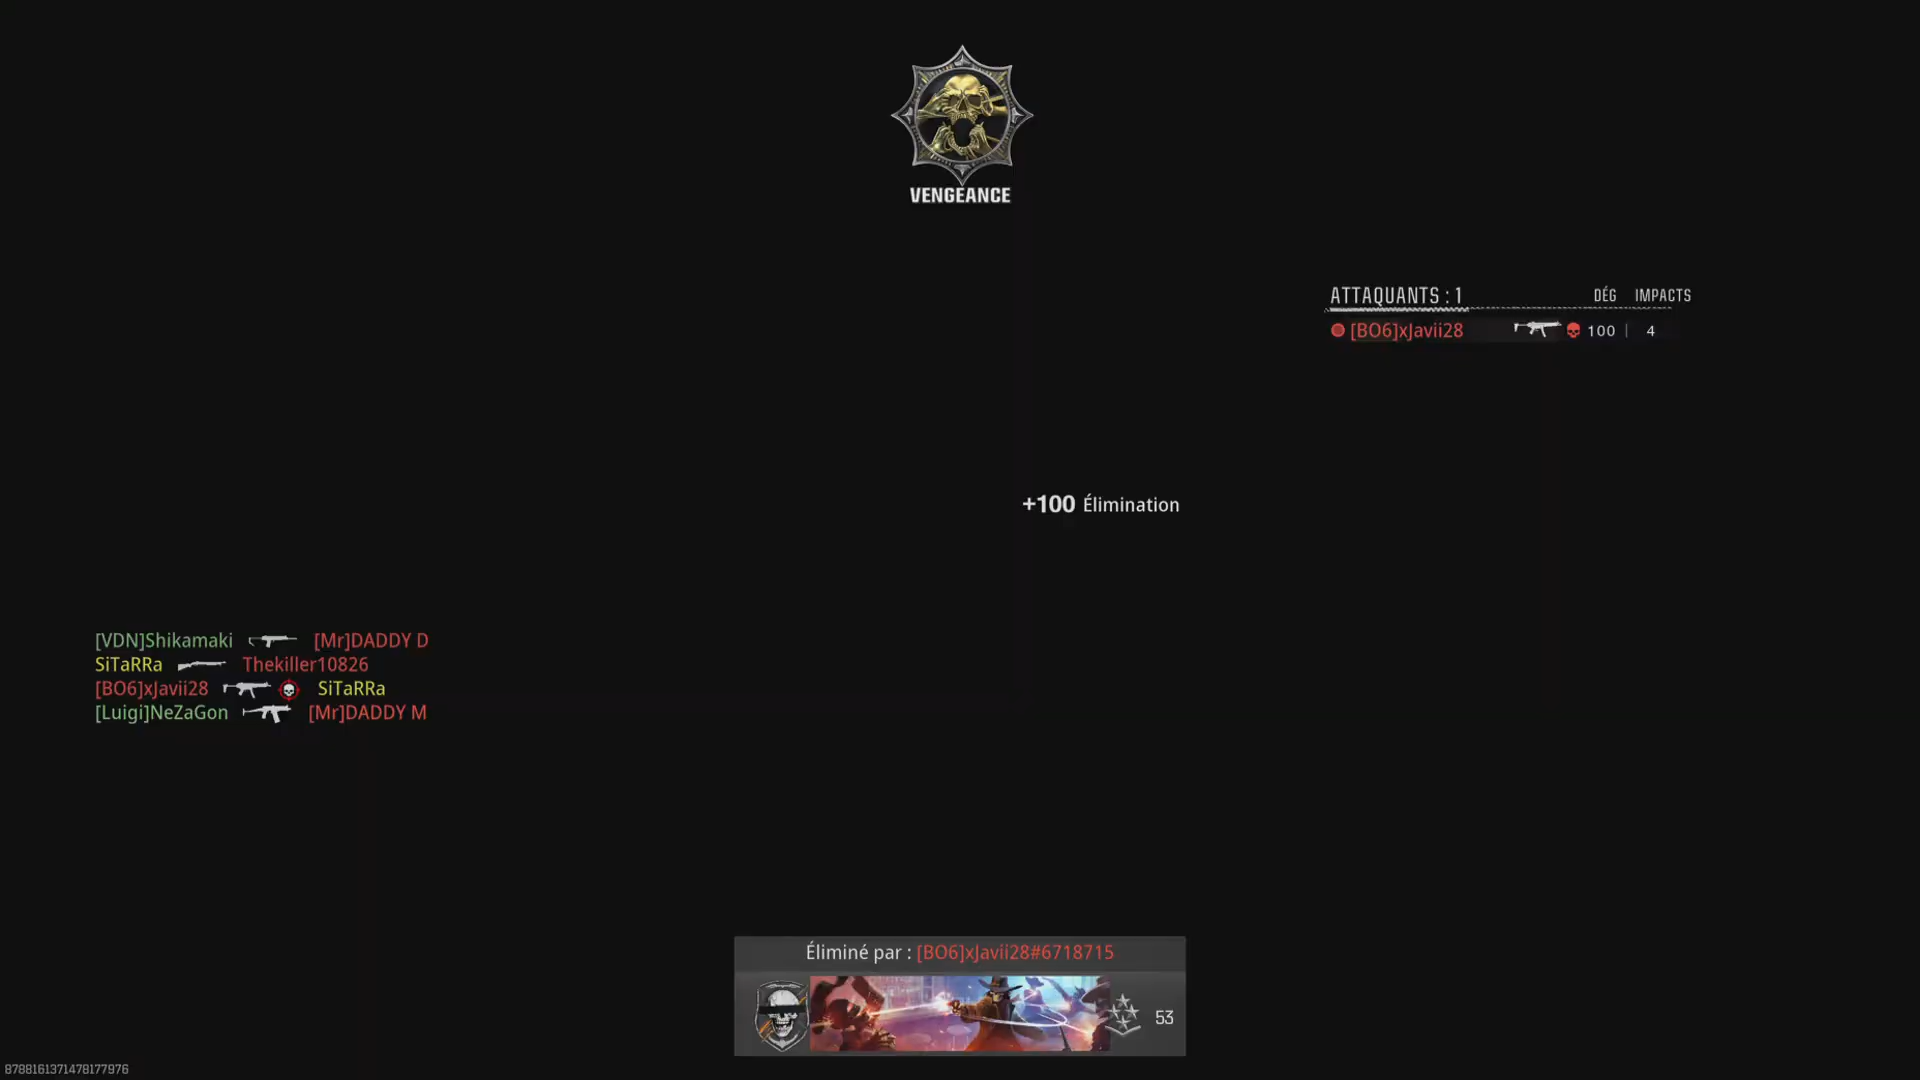 VENGEANCE
ATTAQUANTS : 1 DÉG IMPACTS
[BO6]xJavii28 100 | 4
+100 Élimination
[VDN]Shikamaki [Mr]DADDY D
SiTaRRa Thekiller10826
[BO6]xJavii28 SiTaRRa
[Luigi]NeZaGon [Mr]DADDY M
Éliminé par : [BO6]xJavii28#6718715
53
8788161371478177976